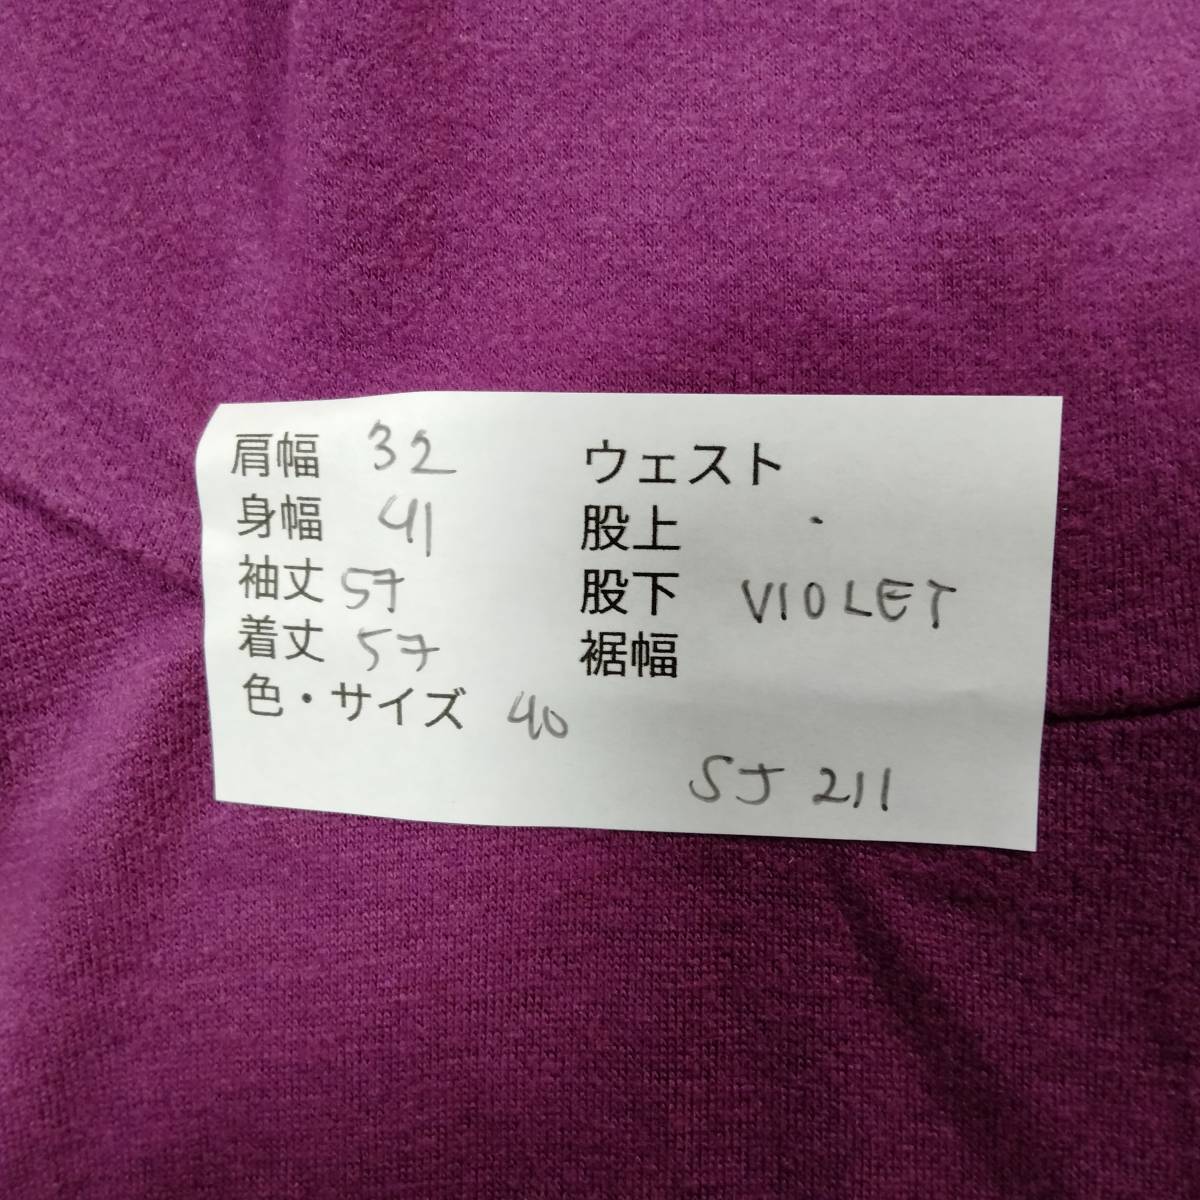 肩幅 32 ウェスト
身幅 41 股上
袖丈 57 股下 VIOLET
着丈 57 裾幅
色・サイズ 40
SJ 211